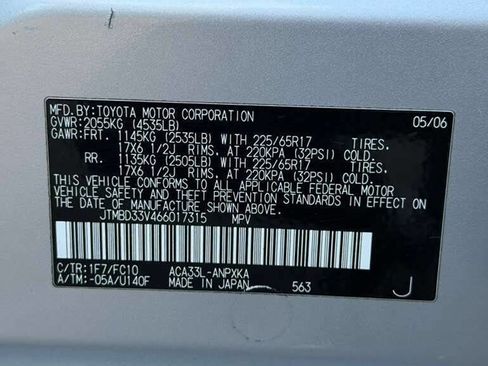 MFD.BY:TOYOTA MOTOR CORPORATION 05/06
GVWR:2055KG (4535LB)
GAWR:FRT. 1145KG (2535LB) WITH 225/65R17 TIRES.
17X6 1/2J RIMS. AT 220KPA (32PSI) COLD.
RR. 1135KG (2505LB) WITH 225/65R17 TIRES.
17X6 1/2J RIMS. AT 220KPA (32PSI) COLD.
THIS VEHICLE CONFORMS TO ALL APPLICABLE FEDERAL MOTOR
VEHICLE SAFETY AND THEFT PREVENTION STANDARDS IN EFFECT ON
THE DATE OF MANUFACTURE SHOWN ABOVE.
JTMBD33V466017315 MPV
C/TR:1F7/FC10 ACA33L-ANPXKA
A/TM:-05A/U140F MADE IN JAPAN 563 J